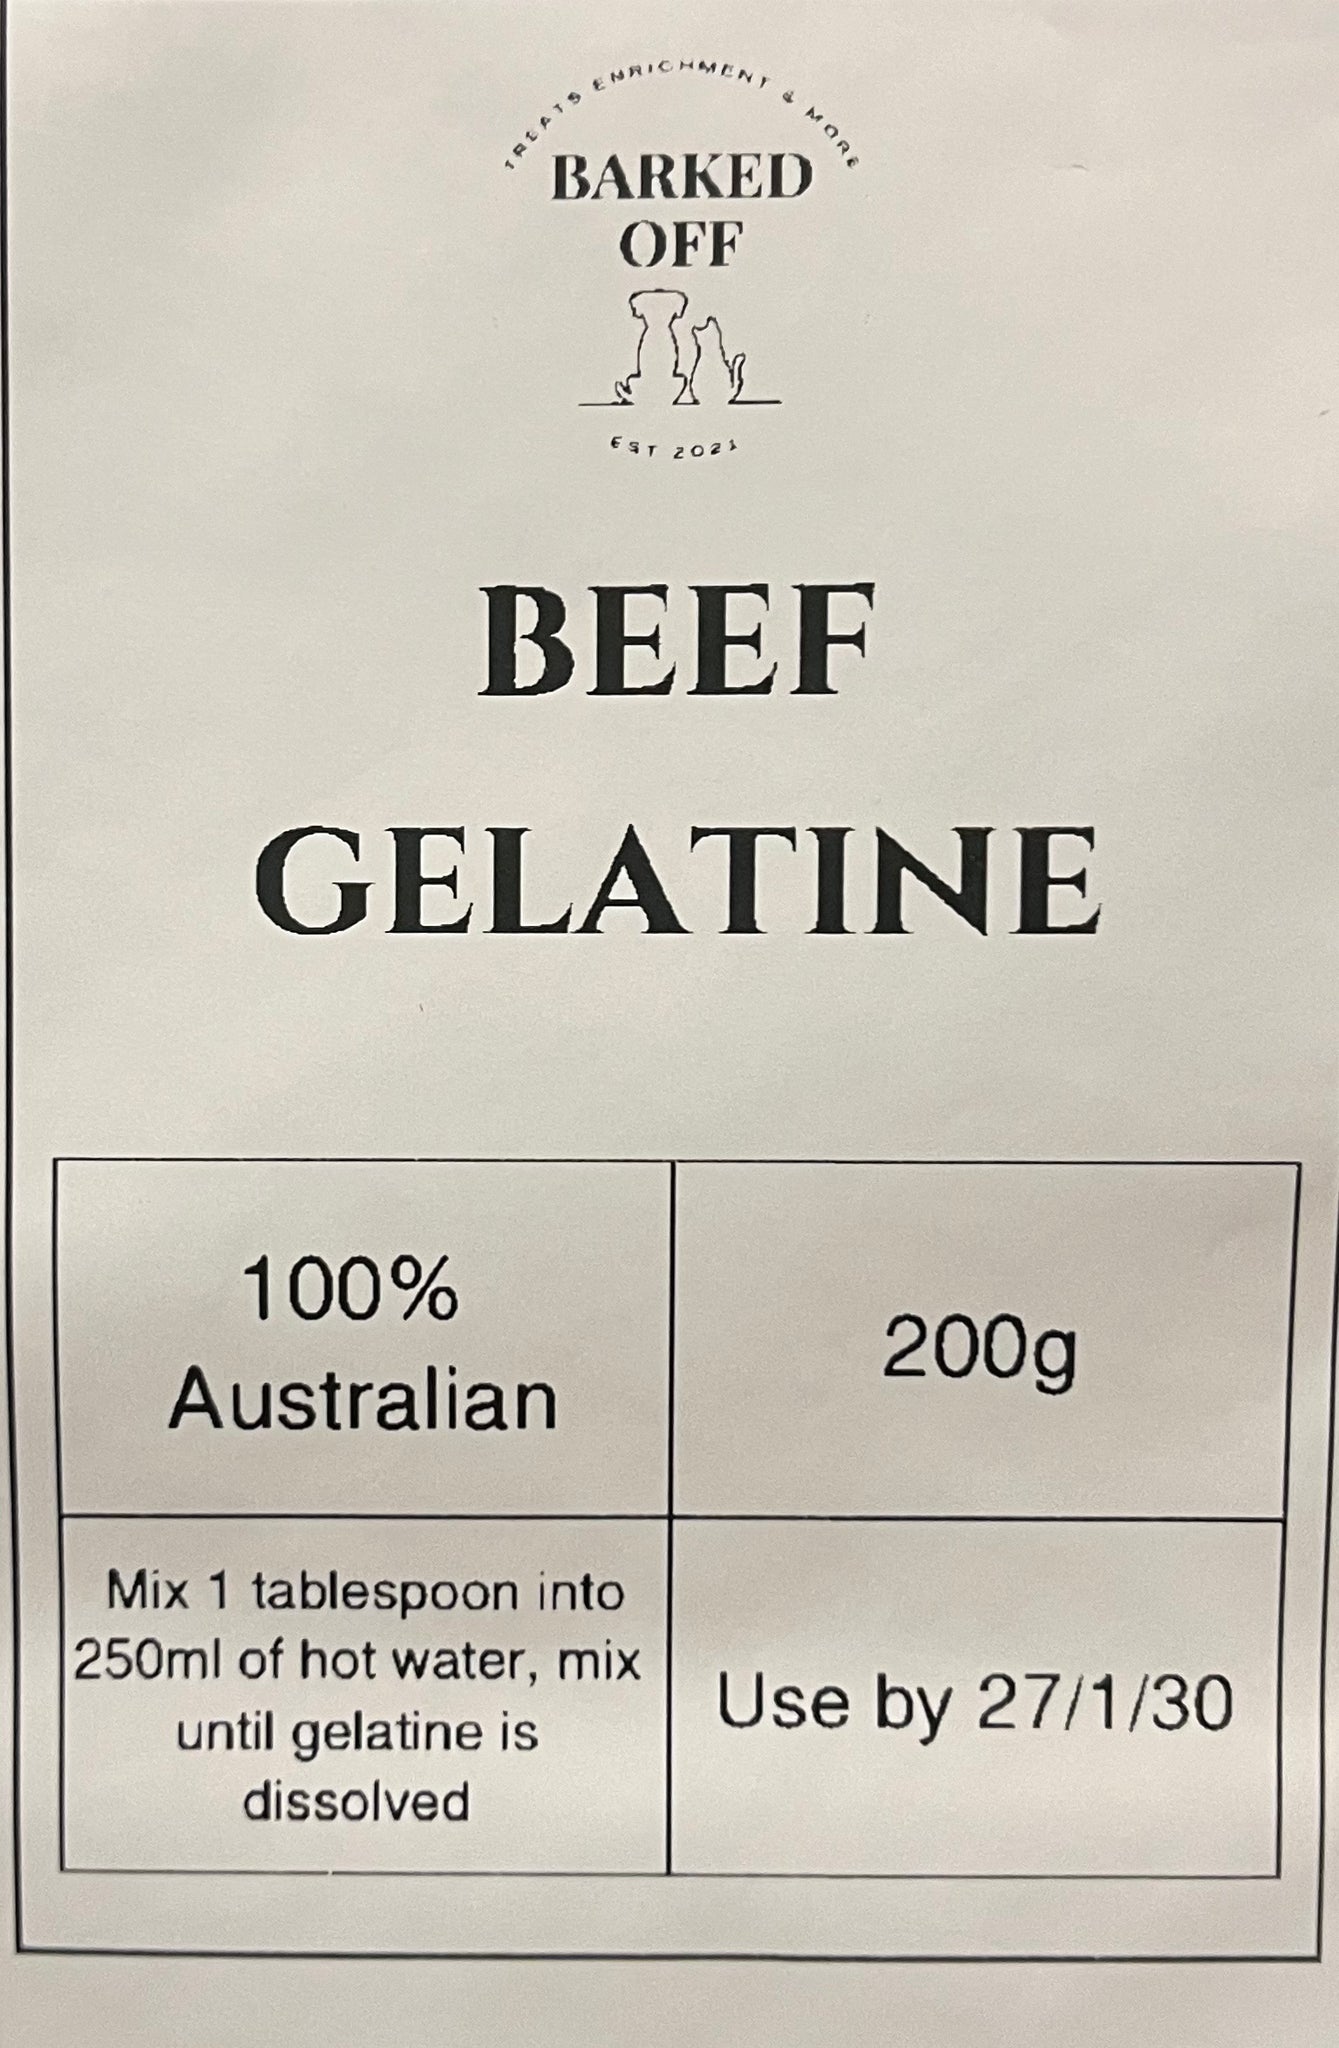 TREATS ENRICHMENT & MORE
BARKED
OFF
EST 2021
BEEF
GELATINE
100%
Australian
200g
Mix 1 tablespoon into
250ml of hot water, mix
until gelatine is
dissolved
Use by 27/1/30